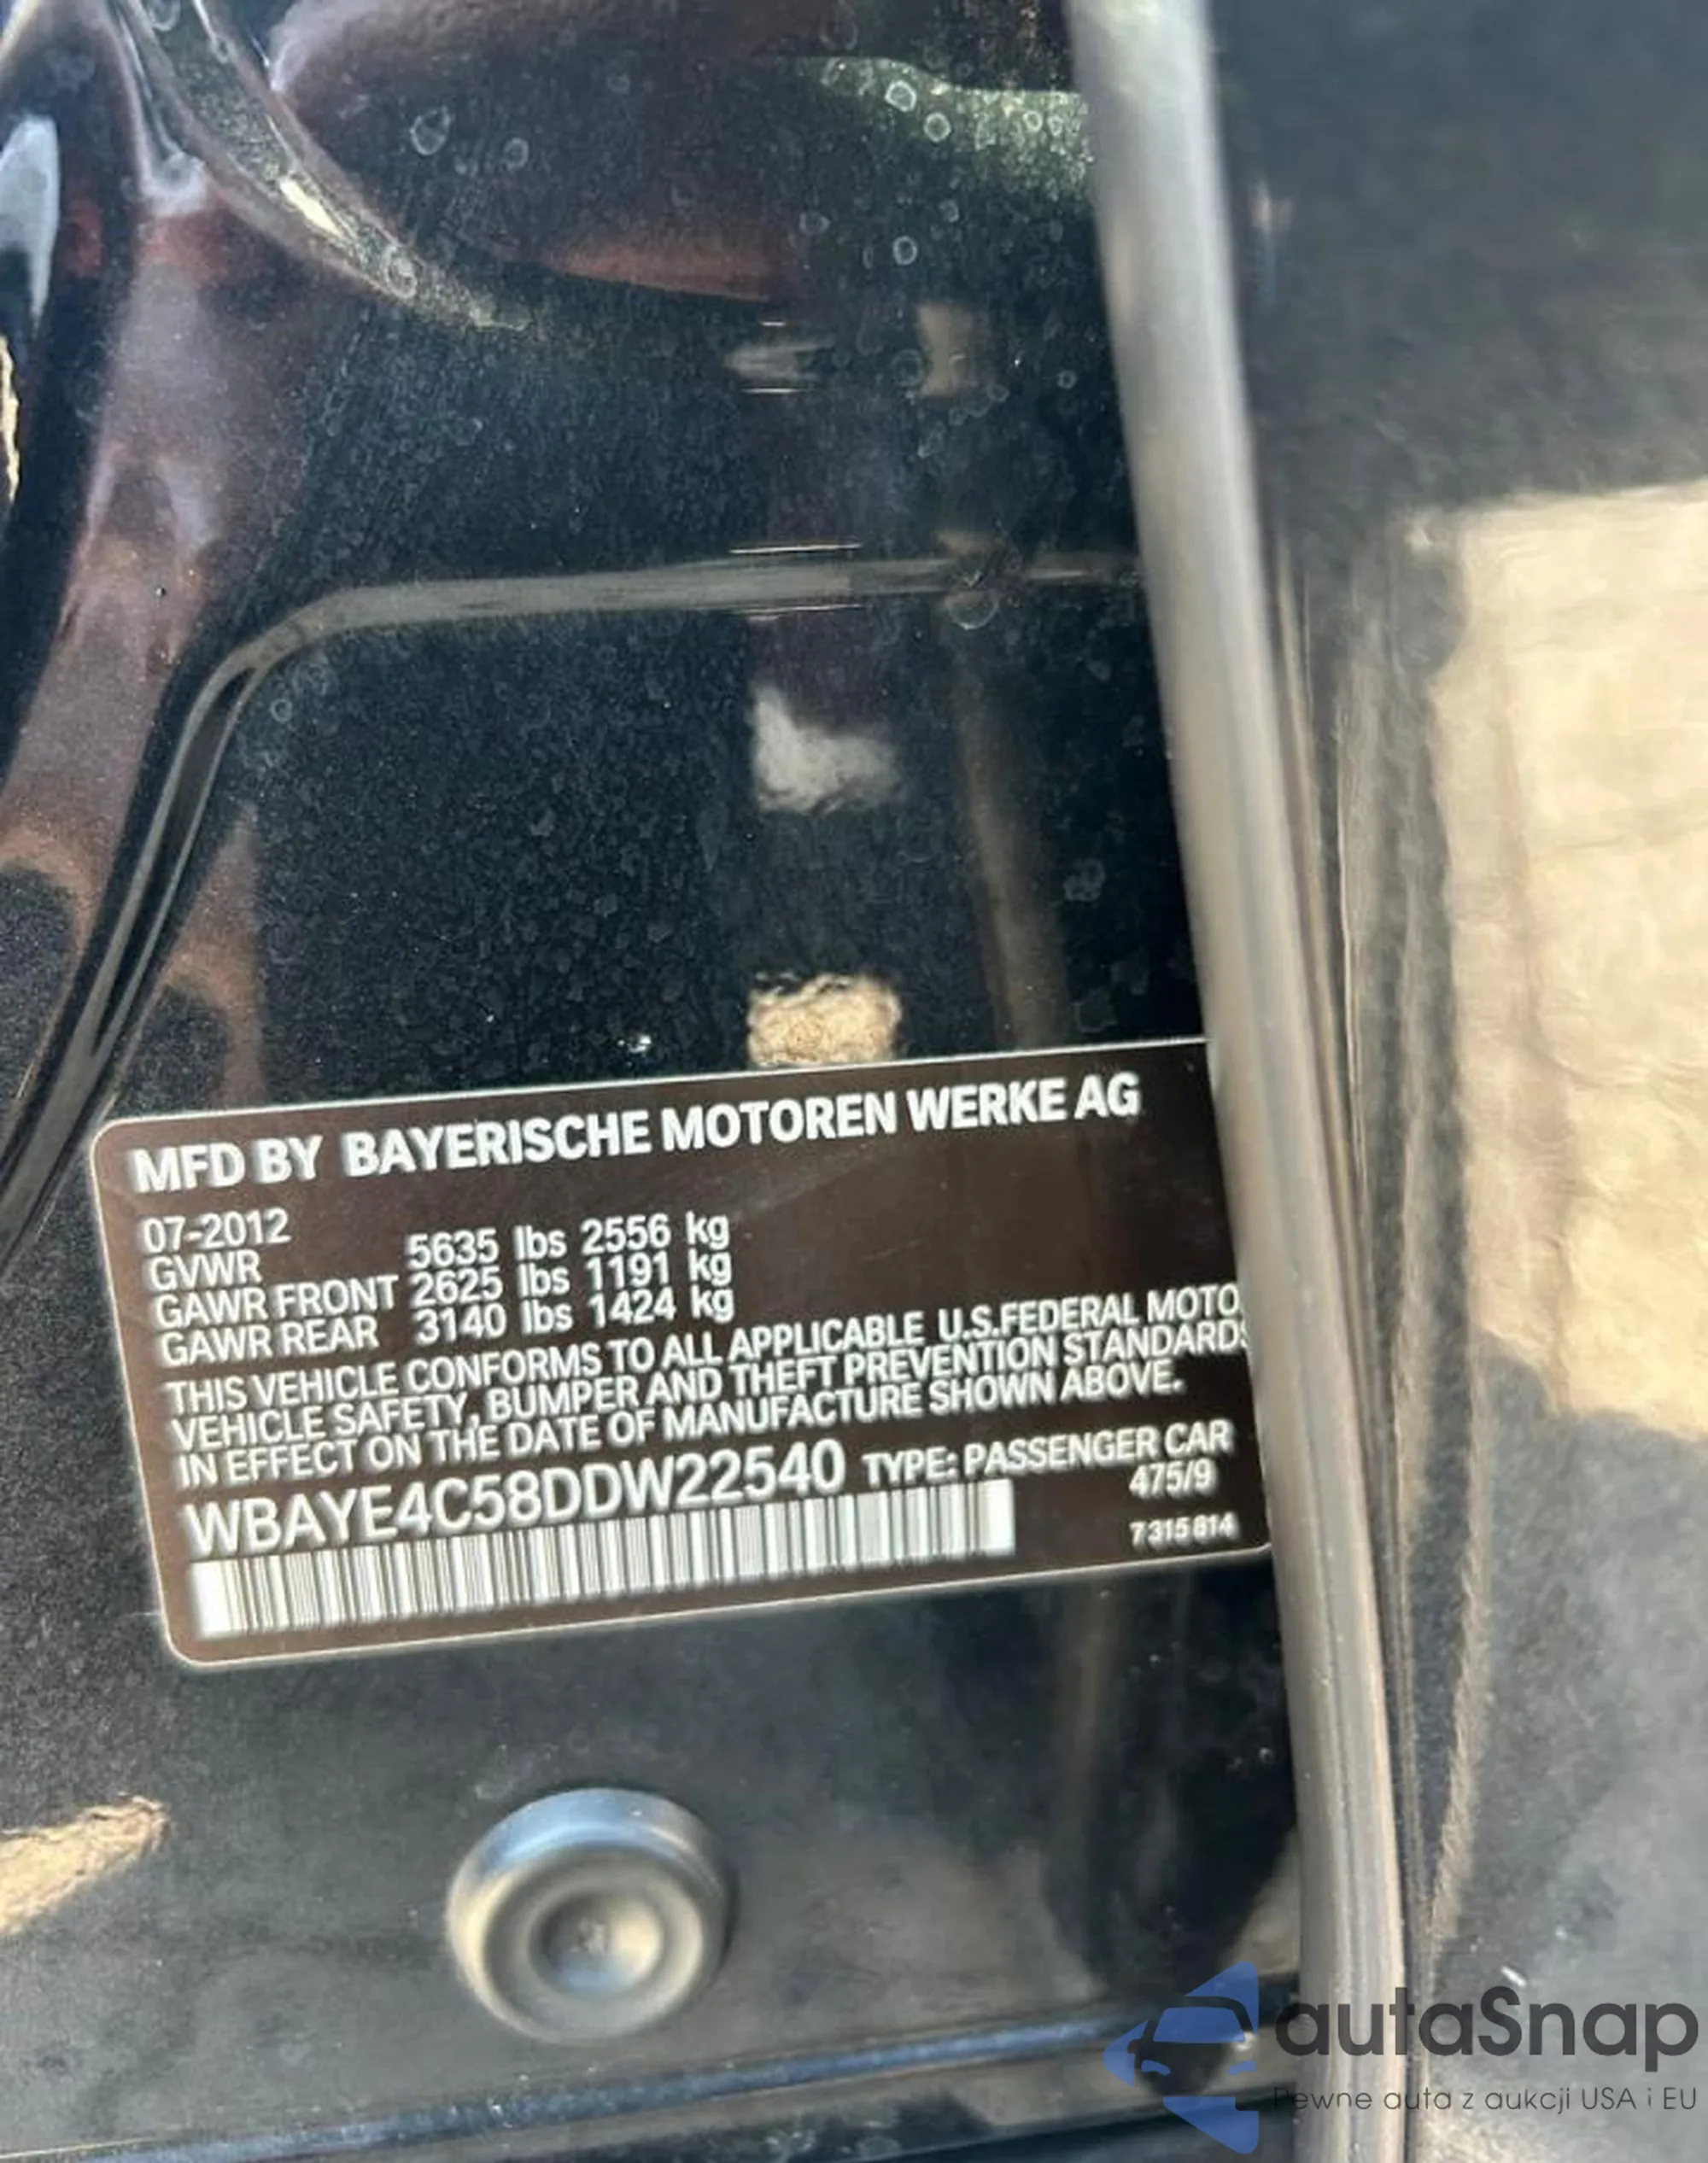 MFD BY BAYERISCHE MOTOREN WERKE AG
07-2012
GVWR 5635 lbs 2556 kg
GAWR FRONT 2625 lbs 1191 kg
GAWR REAR 3140 lbs 1424 kg
THIS VEHICLE CONFORMS TO ALL APPLICABLE U.S.FEDERAL MOTO
VEHICLE SAFETY, BUMPER AND THEFT PREVENTION STANDARDS
IN EFFECT ON THE DATE OF MANUFACTURE SHOWN ABOVE.
WBAYE4C58DDW22540 TYPE: PASSENGER CAR
475/9
7 315 814
autaSnap
Pewne auta z aukcji USA i EU